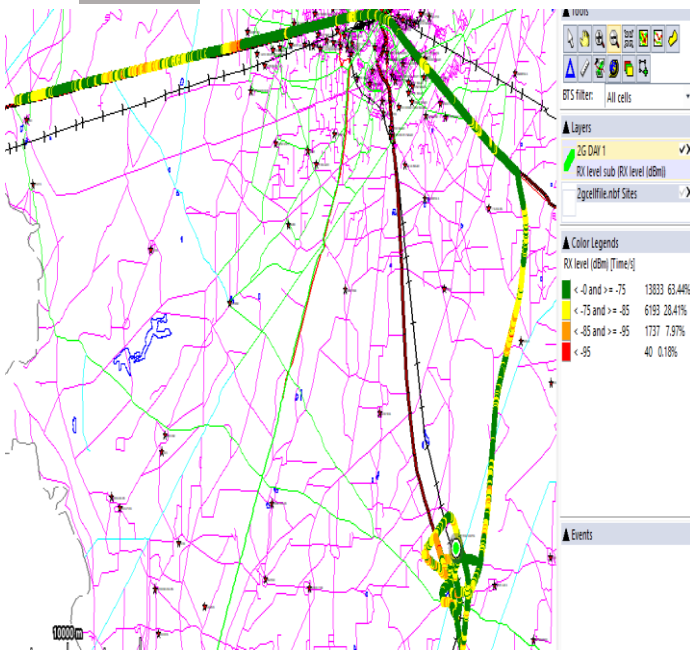 Tools
BTS filter: All cells
Layers
2G DAY 1
RX level sub (RX level (dBm))
2gcellfile.nbf Sites
Color Legends
RX level (dBm) [Time/s]
< -0 and >= -75 13833 63.44%
< -75 and >= -85 6193 28.41%
< -85 and >= -95 1737 7.97%
< -95 40 0.18%
Events
10000 m